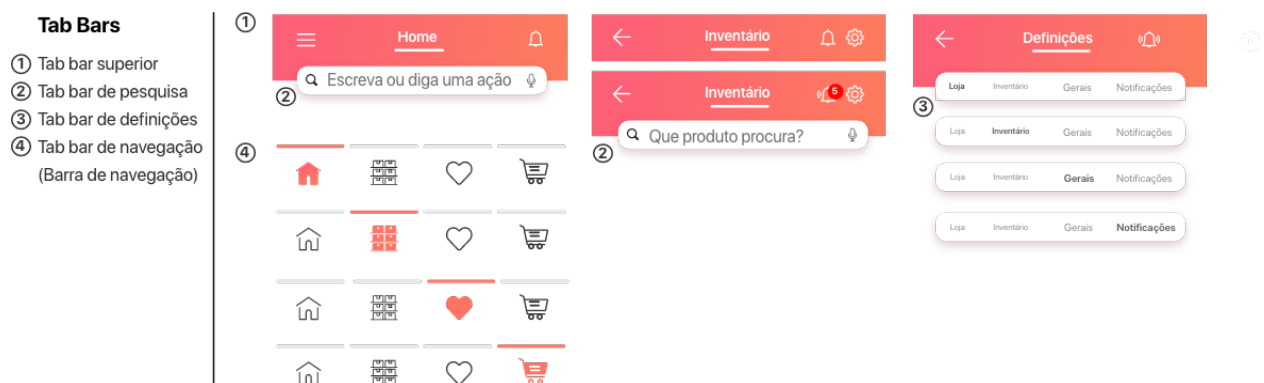 Tab Bars
① Tab bar superior
② Tab bar de pesquisa
③ Tab bar de definições
④ Tab bar de navegação
(Barra de navegação)
①
Home
Escreva ou diga uma ação
②
④
Inventário
Inventário
5
Que produto procura?
②
Definições
③
Loja Inventário Gerais Notificações
Loja Inventário Gerais Notificações
Loja Inventário Gerais Notificações
Loja Inventário Gerais Notificações